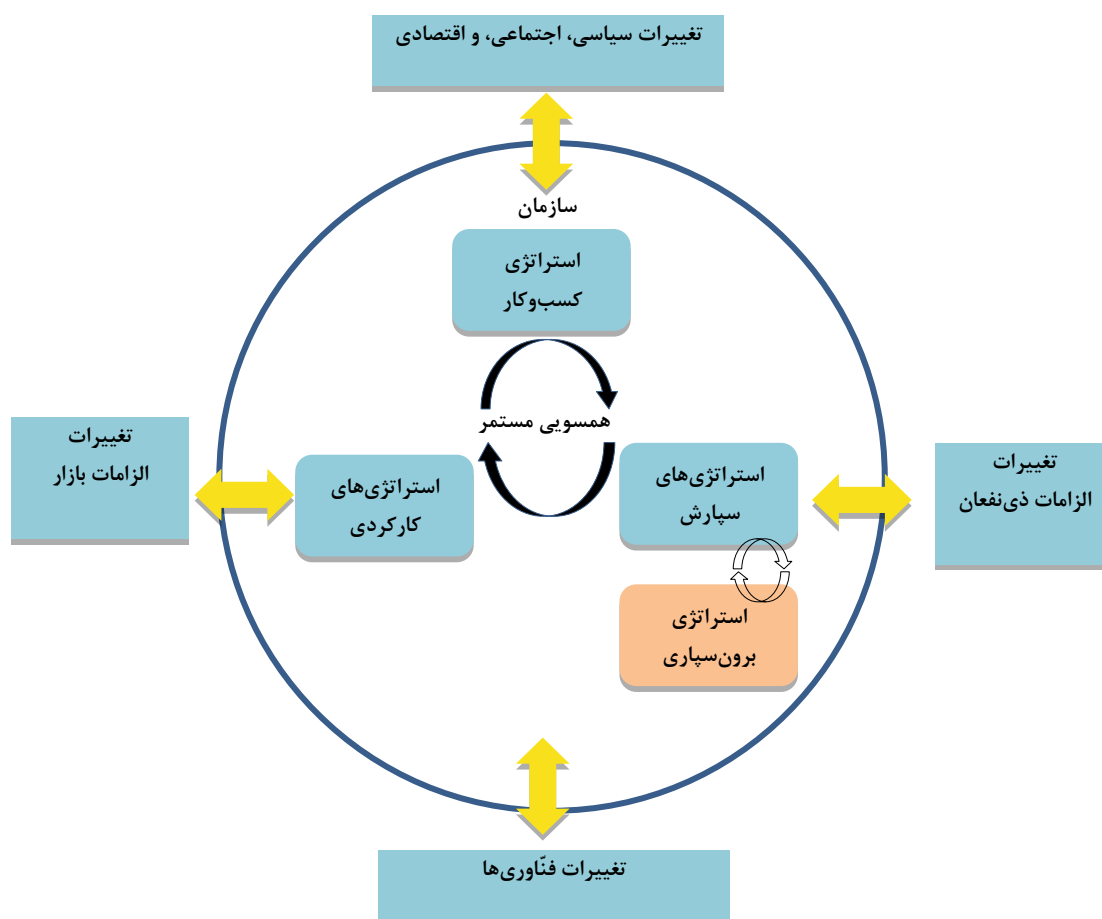 تغییرات سیاسی، اجتماعی، و اقتصادی
سازمان
استراتژی
کسب‌وکار
همسویی مستمر
تغییرات
الزامات ذی‌نفعان
استراتژی‌های
سپارش
استراتژی‌های
کارکردی
تغییرات
الزامات بازار
استراتژی
برون‌سپاری
تغییرات فنّاوری‌ها